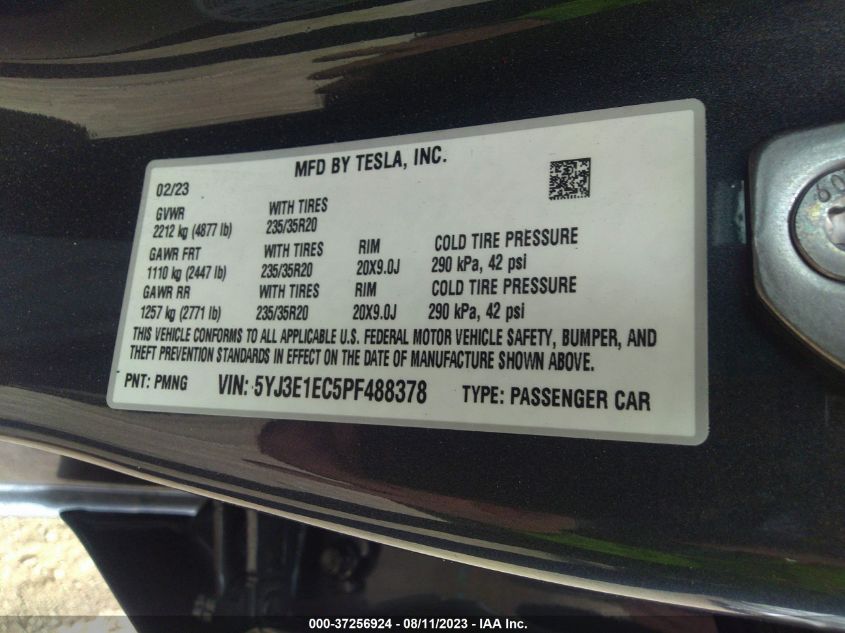 MFD BY TESLA, INC.
02/23
GVWR WITH TIRES
2212 kg (4877 lb) 235/35R20
GAWR FRT WITH TIRES RIM COLD TIRE PRESSURE
1110 kg (2447 lb) 235/35R20 20X9.0J 290 kPa, 42 psi
GAWR RR WITH TIRES RIM COLD TIRE PRESSURE
1257 kg (2771 lb) 235/35R20 20X9.0J 290 kPa, 42 psi
THIS VEHICLE CONFORMS TO ALL APPLICABLE U.S. FEDERAL MOTOR VEHICLE SAFETY, BUMPER, AND
THEFT PREVENTION STANDARDS IN EFFECT ON THE DATE OF MANUFACTURE SHOWN ABOVE.
PNT: PMNG VIN: 5YJ3E1EC5PF488378 TYPE: PASSENGER CAR
000-37256924 - 08/11/2023 - IAA Inc.